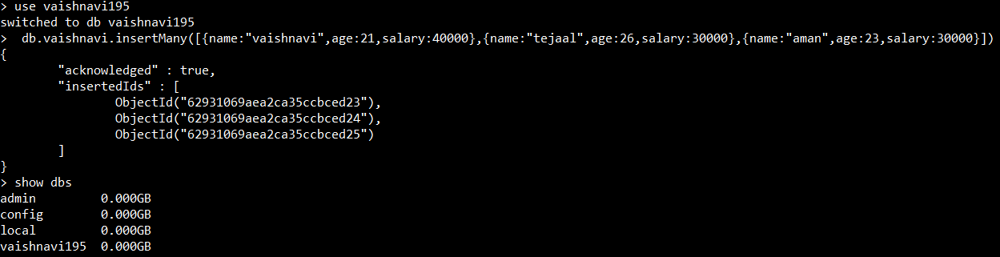 > use vaishnavi195
switched to db vaishnavi195
>  db.vaishnavi.insertMany([{name:"vaishnavi",age:21,salary:40000},{name:"tejaal",age:26,salary:30000},{name:"aman",age:23,salary:30000}])
{
        "acknowledged" : true,
        "insertedIds" : [
                ObjectId("62931069aea2ca35ccbced23"),
                ObjectId("62931069aea2ca35ccbced24"),
                ObjectId("62931069aea2ca35ccbced25")
        ]
}
> show dbs
admin         0.000GB
config        0.000GB
local         0.000GB
vaishnavi195  0.000GB